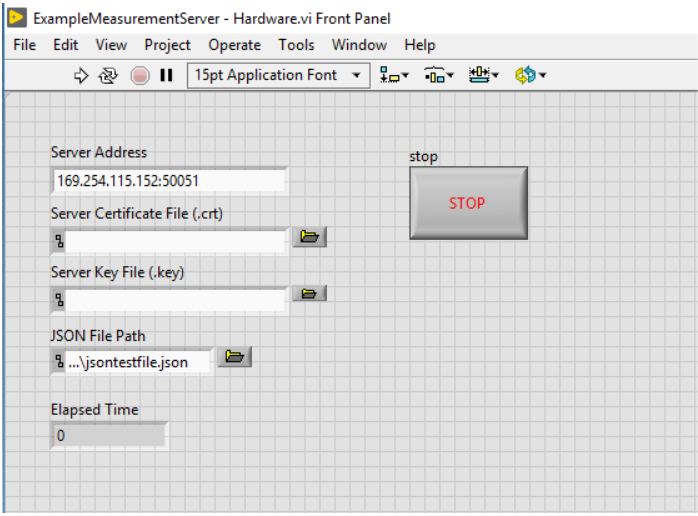 ExampleMeasurementServer - Hardware.vi Front Panel
File Edit View Project Operate Tools Window Help
15pt Application Font
Server Address
169.254.115.152:50051
stop
STOP
Server Certificate File (.crt)
Server Key File (.key)
JSON File Path
...\jsontestfile.json
Elapsed Time
0